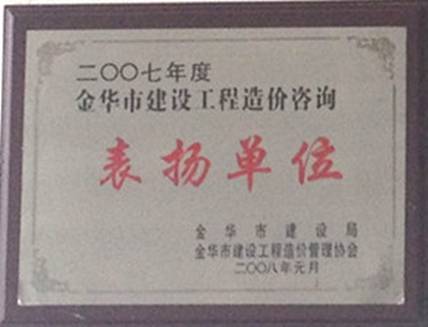 二〇〇七年度
金华市建设工程造价咨询
表扬单位
金华市建设局
金华市建设工程造价管理协会
二〇〇八年元月